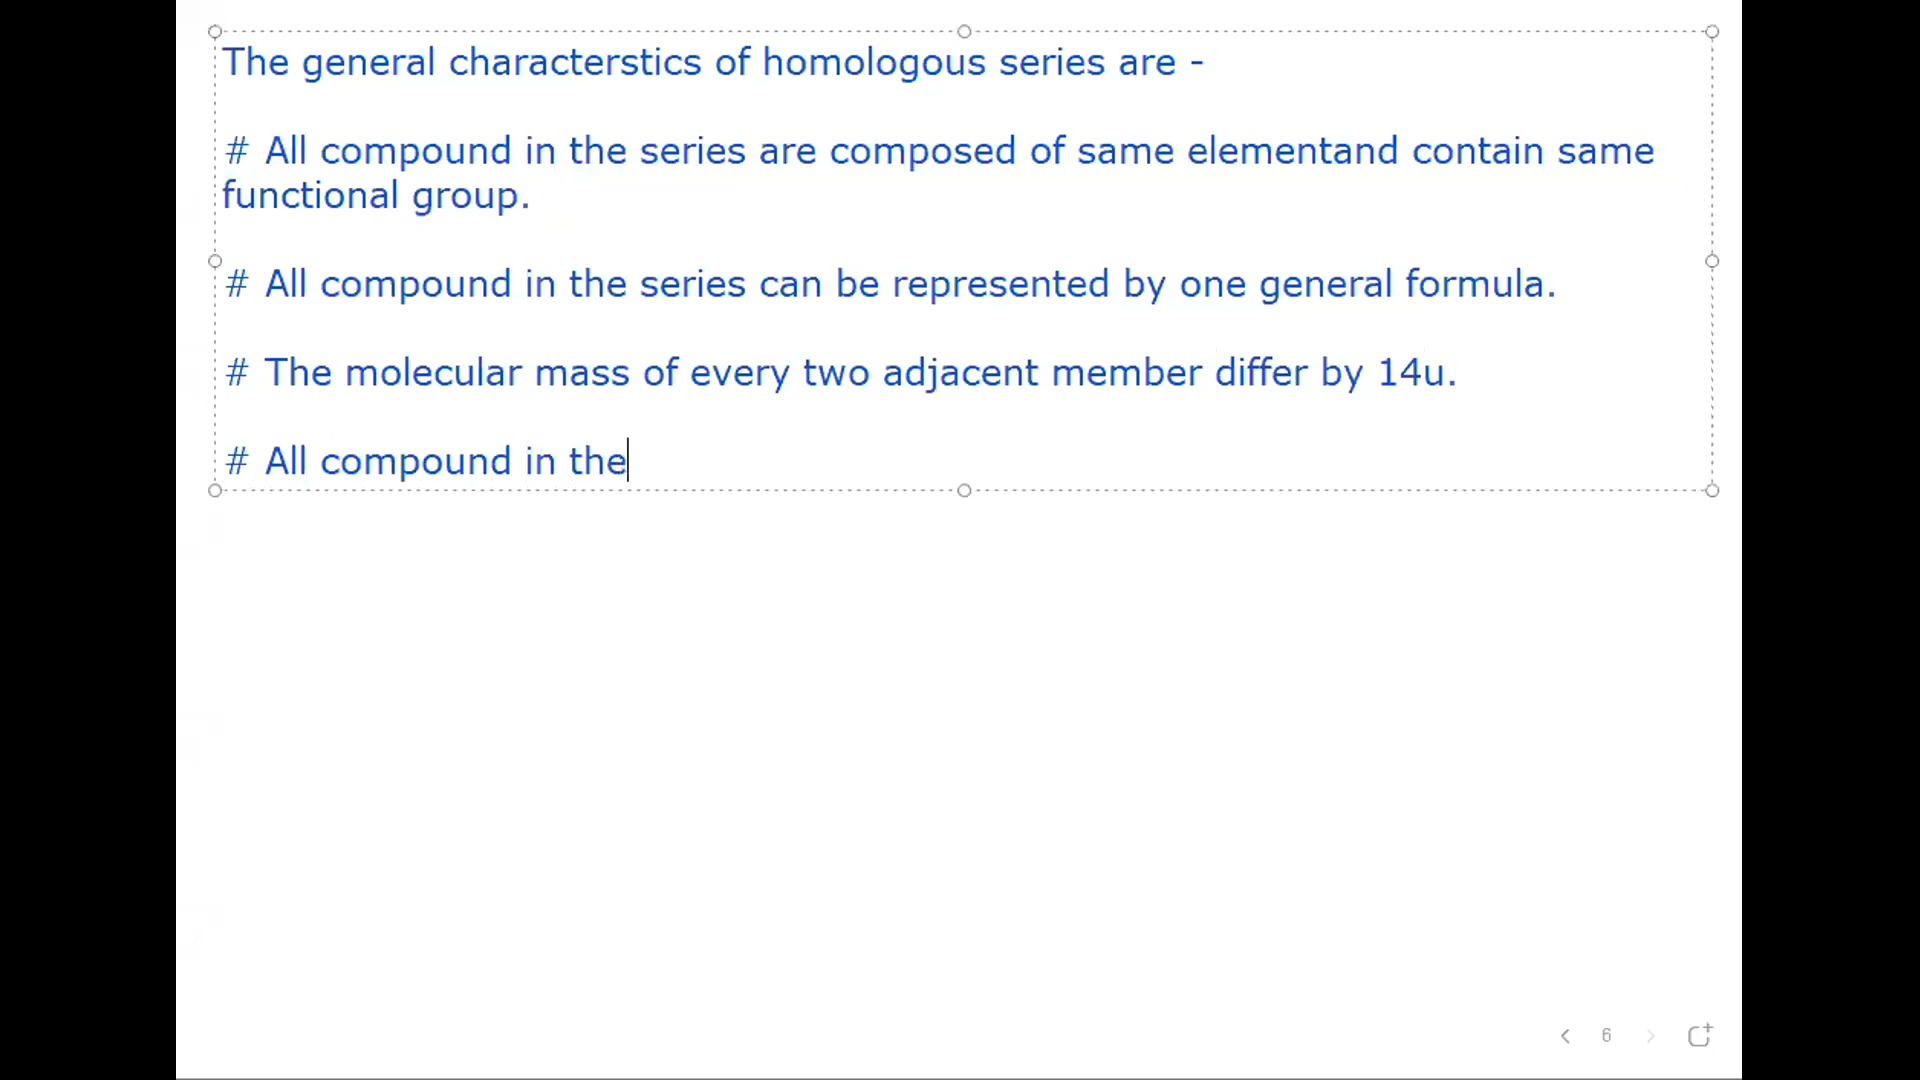 The general characterstics of homologous series are -
# All compound in the series are composed of same elementand contain same
functional group.
# All compound in the series can be represented by one general formula.
# The molecular mass of every two adjacent member differ by 14u.
# All compound in the
6